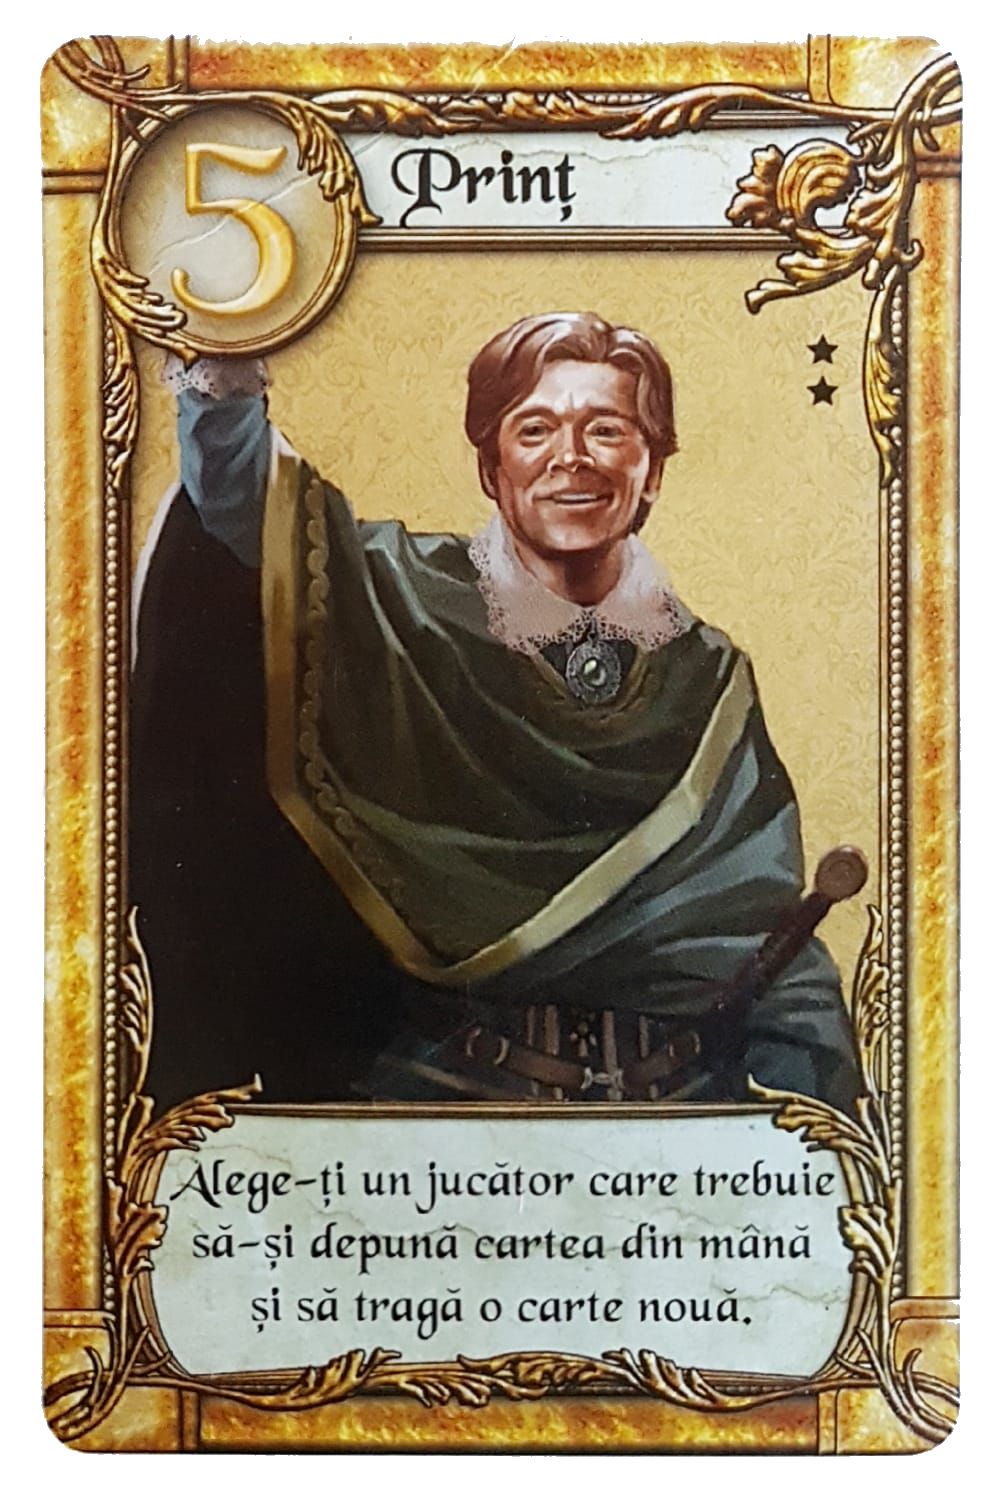 5
Prinț
Alege-ți un jucător care trebuie
să-și depună cartea din mână
și să tragă o carte nouă.